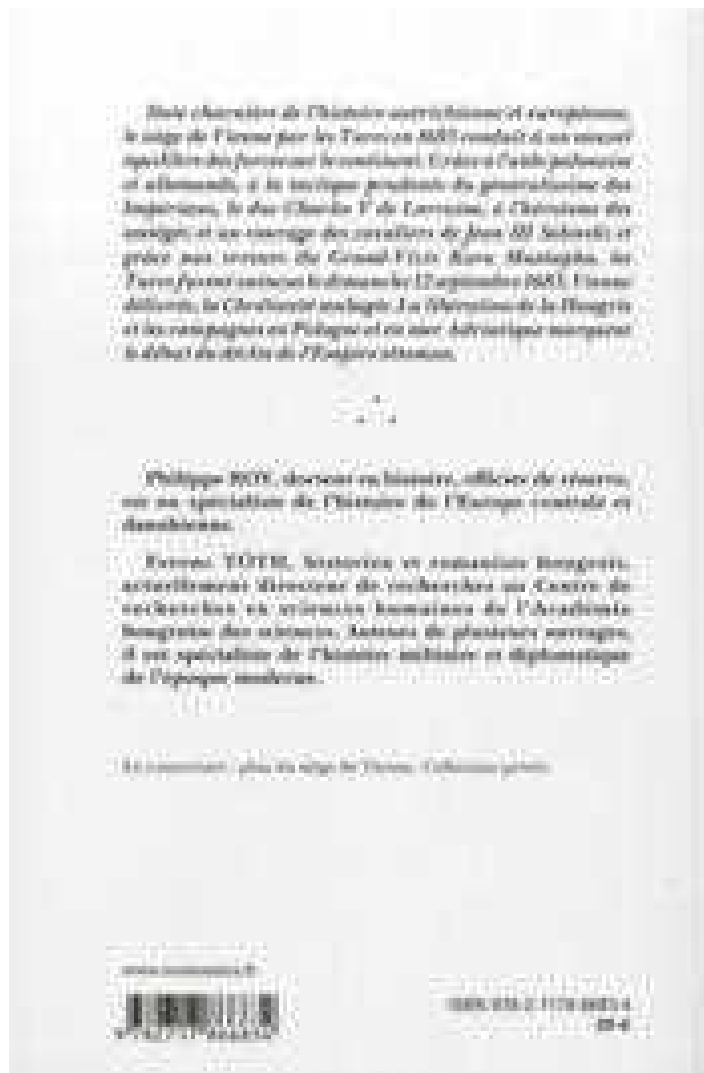 Date charnière de l'histoire autrichienne et européenne,
le siège de Vienne par les Turcs en 1683 conduit à un nouvel
équilibre des forces sur le continent. Grâce à l'aide polonaise
et allemande, à la tactique prudente du généralissime des
Impériaux, le duc Charles V de Lorraine, à l'héroïsme des
assiégés et au courage des cavaliers de Jean III Sobieski et
grâce aux erreurs du Grand-Vizir Kara Mustapha, les
Turcs furent vaincus le dimanche 12 septembre 1683, Vienne
délivrée, la Chrétienté soulagée. La libération de la Hongrie
et les campagnes en Pologne et en mer Adriatique marquent
le début du déclin de l'Empire ottoman.
Philippe ROY, docteur en histoire, officier de réserve,
est un spécialiste de l'histoire de l'Europe centrale et
danubienne.
Ferenc TÓTH, historien et romaniste hongrois,
actuellement directeur de recherches au Centre de
recherches en sciences humaines de l'Académie
hongroise des sciences. Auteur de plusieurs ouvrages,
il est spécialiste de l'histoire militaire et diplomatique
de l'époque moderne.
En couverture : plan du siège de Vienne. Collection privée.
www.economica.fr
ISBN 978-2-7178